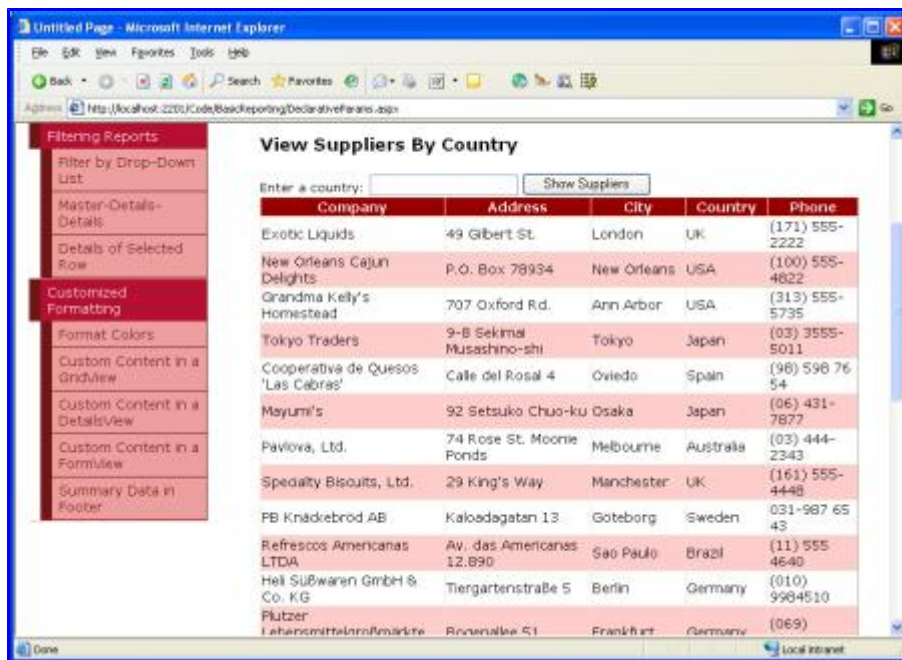 Untitled Page - Microsoft Internet Explorer
File Edit View Favorites Tools Help
Back Search Favorites
Address http://localhost:2201/Code/BasicReporting/DeclarativeParams.aspx Go
Filtering Reports
Filter by Drop-Down
List
Master-Details-
Details
Details of Selected
Row
Customized
Formatting
Format Colors
Custom Content in a
GridView
Custom Content in a
DetailsView
Custom Content in a
FormView
Summary Data in
Footer
View Suppliers By Country
Enter a country: Show Suppliers
Company Address City Country Phone
Exotic Liquids 49 Gilbert St. London UK (171) 555-
2222
New Orleans Cajun
Delights P.O. Box 78934 New Orleans USA (100) 555-
4822
Grandma Kelly's
Homestead 707 Oxford Rd. Ann Arbor USA (313) 555-
5735
Tokyo Traders 9-8 Sekimai
Musashino-shi Tokyo Japan (03) 3555-
5011
Cooperativa de Quesos
'Las Cabras' Calle del Rosal 4 Oviedo Spain (98) 598 76
54
Mayumi's 92 Setsuko Chuo-ku Osaka Japan (06) 431-
7877
Pavlova, Ltd. 74 Rose St. Moonie
Ponds Melbourne Australia (03) 444-
2343
Specialty Biscuits, Ltd. 29 King's Way Manchester UK (161) 555-
4448
PB Knäckebröd AB Kaloadagatan 13 Göteborg Sweden 031-987 65
43
Refrescos Americanas
LTDA Av. das Americanas
12.890 Sao Paulo Brazil (11) 555
4640
Heli Süßwaren GmbH &
Co. KG Tiergartenstraße 5 Berlin Germany (010)
9984510
Plutzer
Lebensmittelgroßmärkte Bogenallee 51 Frankfurt Germany (069)
Done Local intranet